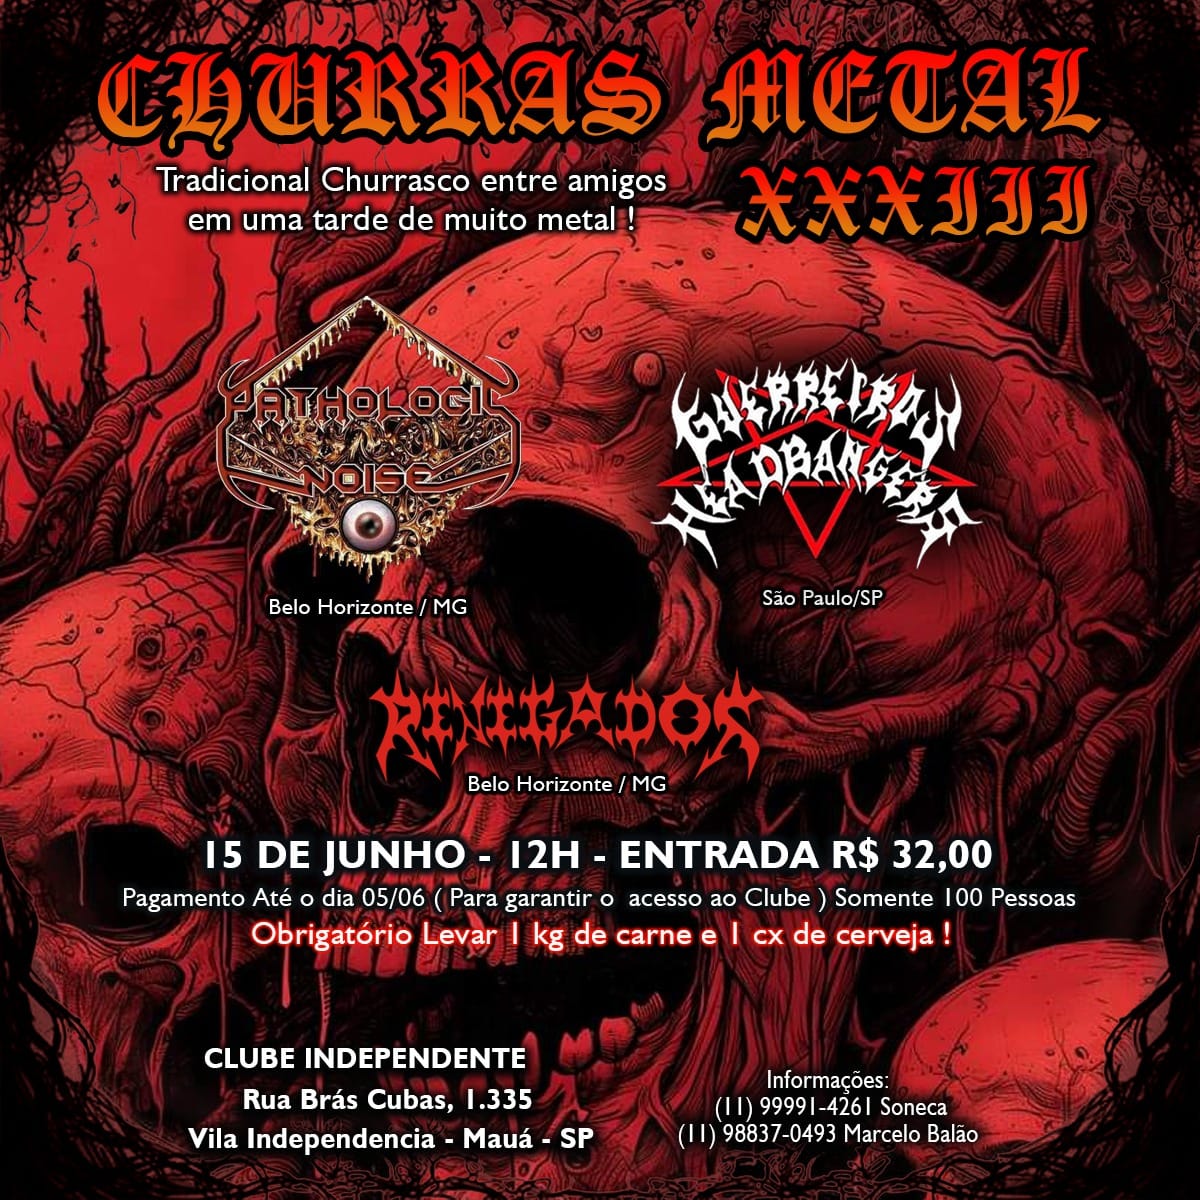 CHURRAS METAL
XXXIII
Tradicional Churrasco entre amigos
em uma tarde de muito metal !
PATHOLOGIC
NOISE
Belo Horizonte / MG
GUERREIROS
HEADBANGERS
São Paulo/SP
RENEGADOS
Belo Horizonte / MG
15 DE JUNHO - 12H - ENTRADA R$ 32,00
Pagamento Até o dia 05/06 ( Para garantir o acesso ao Clube ) Somente 100 Pessoas
Obrigatório Levar 1 kg de carne e 1 cx de cerveja !
CLUBE INDEPENDENTE
Rua Brás Cubas, 1.335
Vila Independencia - Mauá - SP
Informações:
(11) 99991-4261 Soneca
(11) 98837-0493 Marcelo Balão